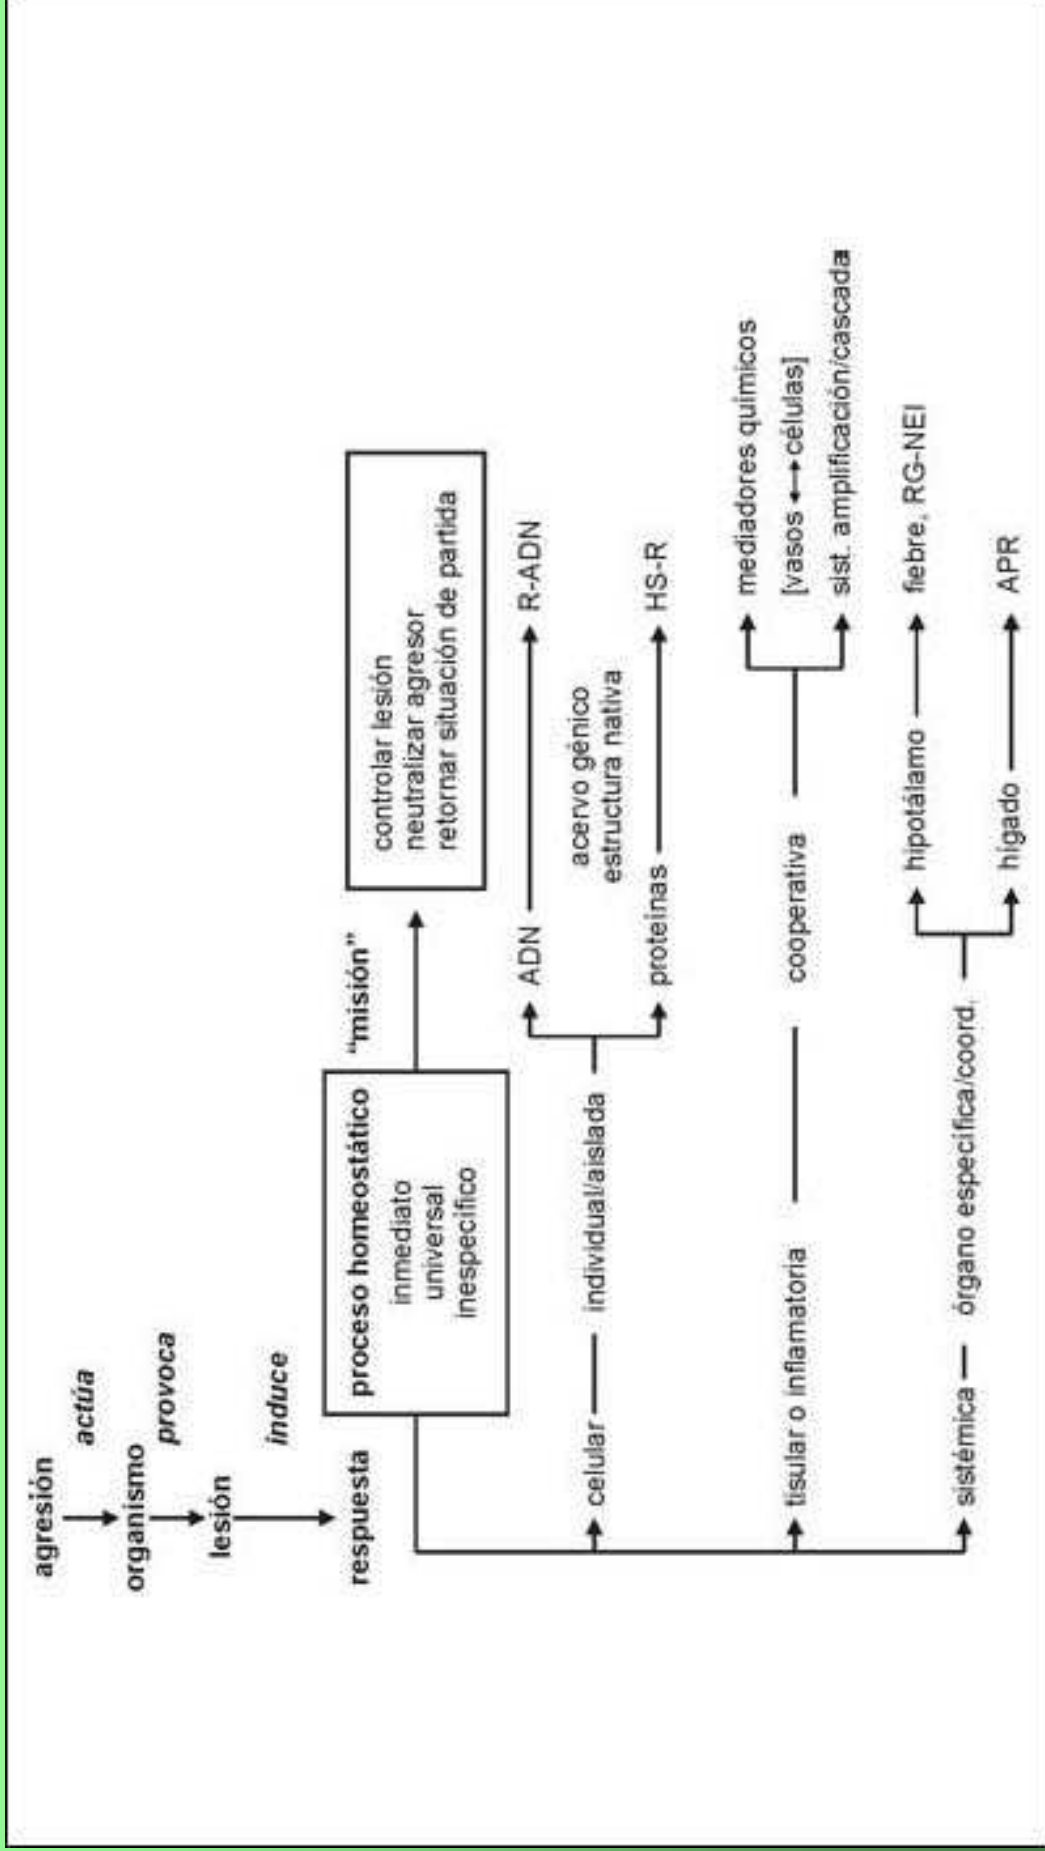 agresión
actúa
organismo
provoca
lesión
induce
respuesta
proceso homeostático
inmediato
universal
inespecífico
“misión”
controlar lesión
neutralizar agresor
retornar situación de partida
celular
individual/aislada
ADN
R-ADN
acervo génico
estructura nativa
proteínas
HS-R
tisular o inflamatoria
cooperativa
mediadores químicos
[vasos ↔ células]
sist. amplificación/cascada
sistémica
órgano específica/coord.
hipotálamo
fiebre, RG-NEI
hígado
APR